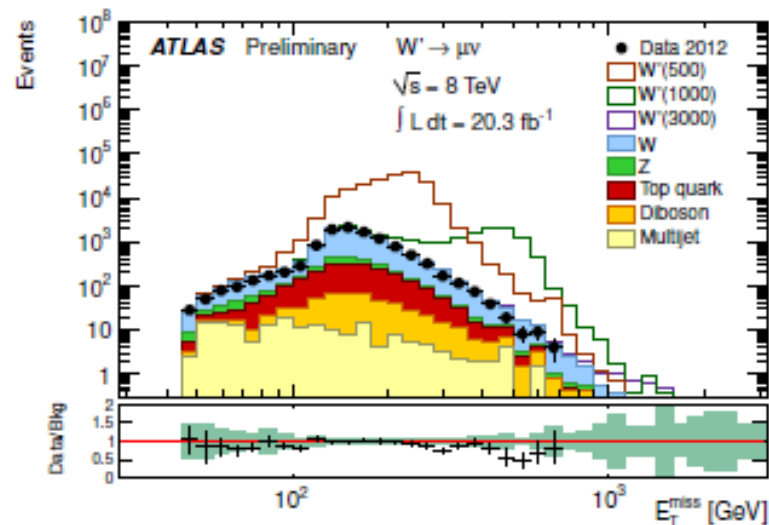 Events
10⁸
10⁷
10⁶
10⁵
10⁴
10³
10²
10
1
ATLAS Preliminary W' → μν
√s = 8 TeV
∫ L dt = 20.3 fb⁻¹
Data 2012
W'(500)
W'(1000)
W'(3000)
W
Z
Top quark
Diboson
Multijet
Data/Bkg
2
1.5
1
0.5
0
10² 10³
E_T^miss [GeV]